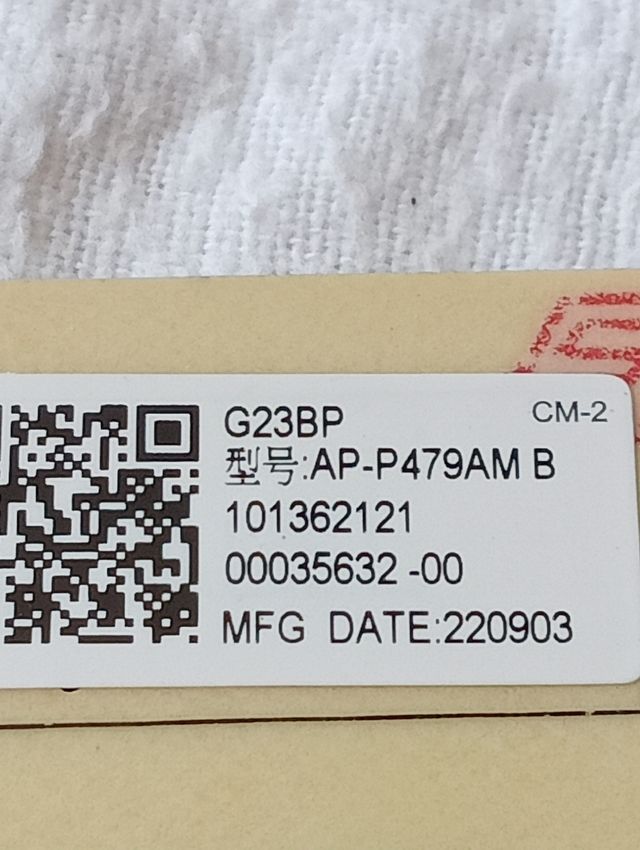 G23BP
CM-2
型号:AP-P479AM B
101362121
00035632 -00
MFG DATE:220903